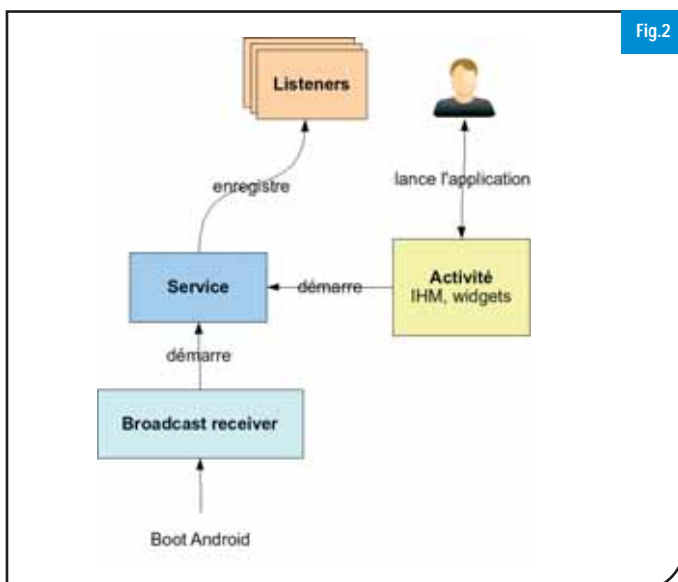 Fig.2
Listeners
enregistre
lance l'application
Service
démarre
Activité
IHM, widgets
démarre
Broadcast receiver
Boot Android